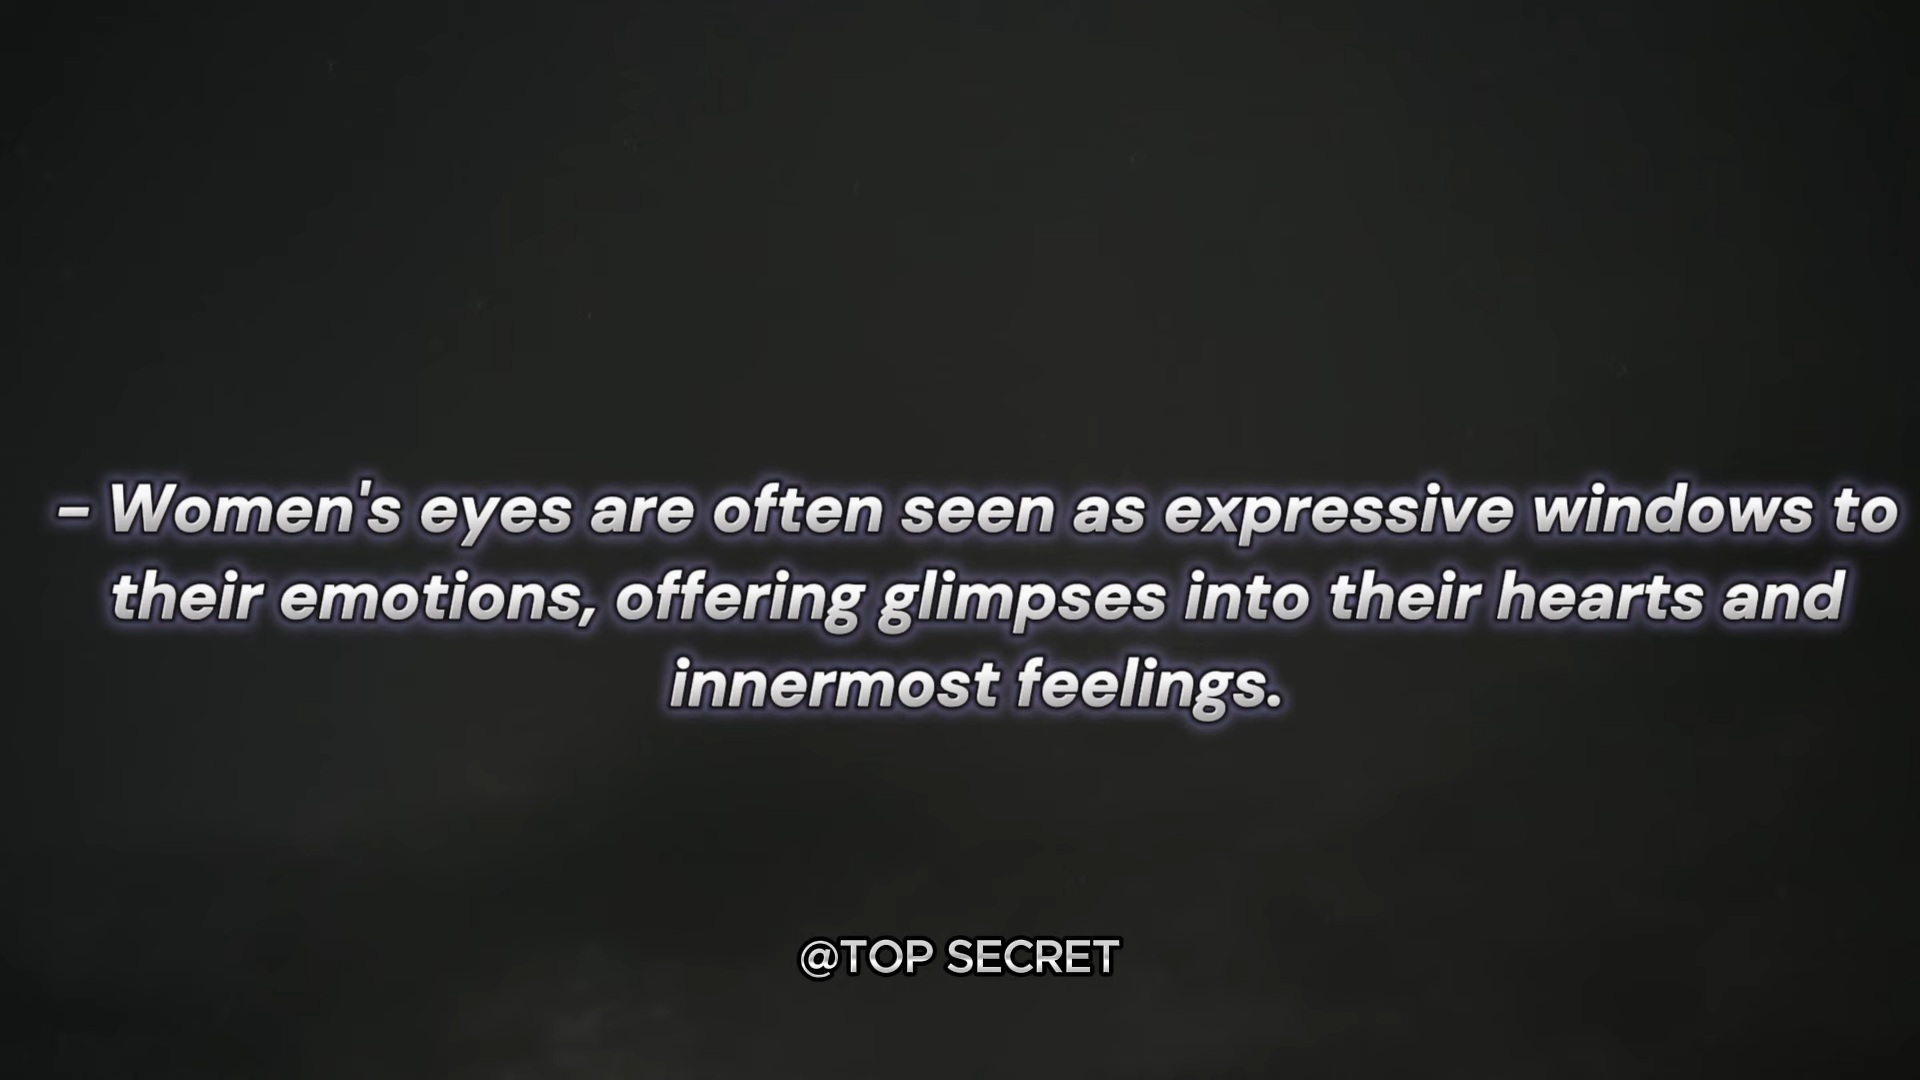 - Women's eyes are often seen as expressive windows to
their emotions, offering glimpses into their hearts and
innermost feelings.
@TOP SECRET